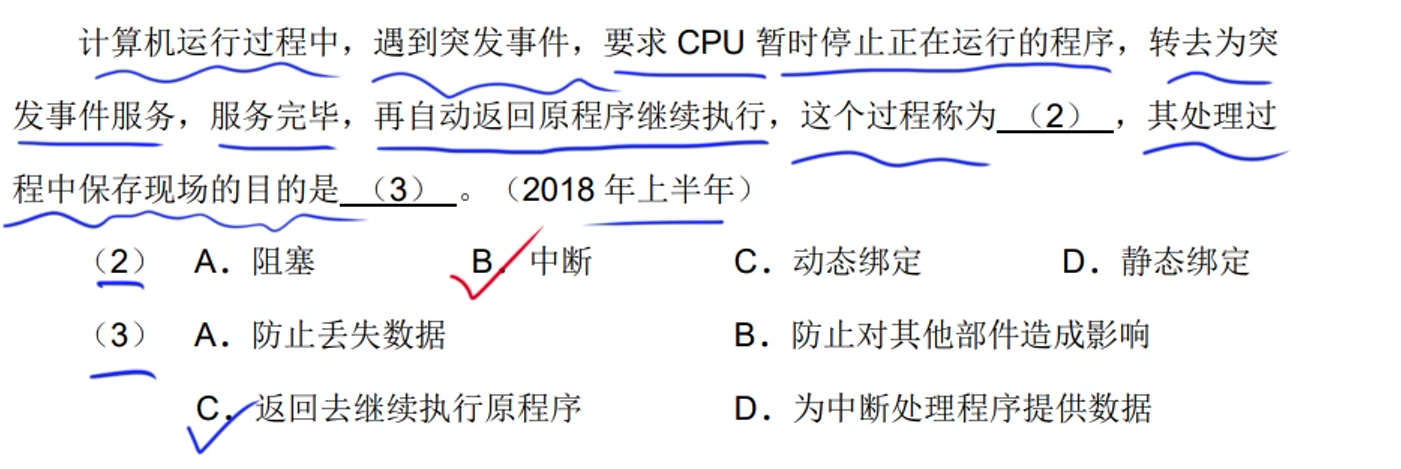 计算机运行过程中，遇到突发事件，要求 CPU 暂时停止正在运行的程序，转去为突
发事件服务，服务完毕，再自动返回原程序继续执行，这个过程称为 （2） ，其处理过
程中保存现场的目的是 （3） 。（2018 年上半年）
（2） A．阻塞 B．中断 C．动态绑定 D．静态绑定
（3） A．防止丢失数据 B．防止对其他部件造成影响
C．返回去继续执行原程序 D．为中断处理程序提供数据